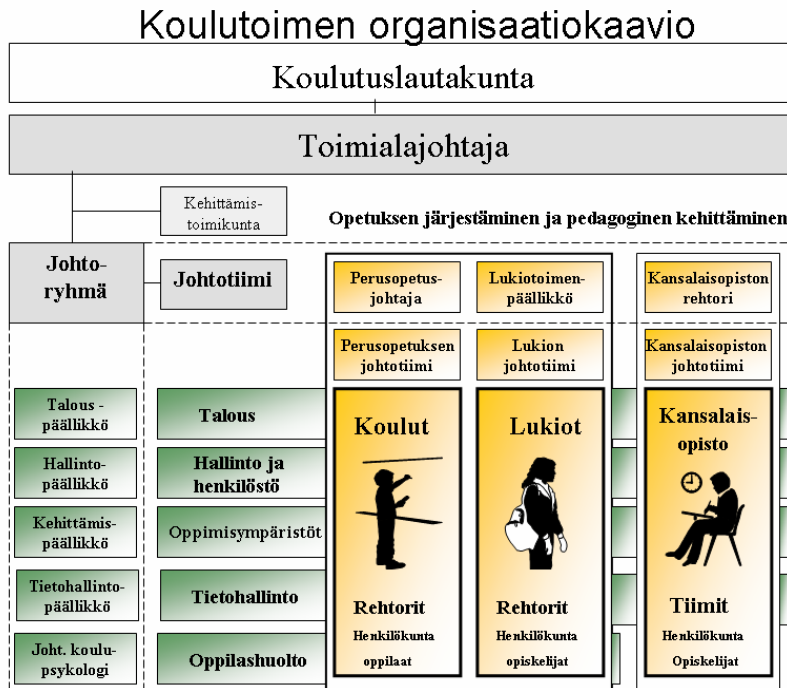 Koulutoimen organisaatiokaavio
Koulutuslautakunta
Toimialajohtaja
Kehittämis-
toimikunta
Opetuksen järjestäminen ja pedagoginen kehittäminen
Johto-
ryhmä
Johtotiimi
Perusopetus-
johtaja
Lukiotoimen-
päällikkö
Kansalaisopiston
rehtori
Perusopetuksen
johtotiimi
Lukion
johtotiimi
Kansalaisopiston
johtotiimi
Talous -
päällikkö
Talous
Hallinto-
päällikkö
Hallinto ja
henkilöstö
Kehittämis-
päällikkö
Oppimisympäristöt
Tietohallinto-
päällikkö
Tietohallinto
Joht. koulu-
psykologi
Oppilashuolto
Koulut
Rehtorit
Henkilökunta
oppilaat
Lukiot
Rehtorit
Henkilökunta
opiskelijat
Kansalais-
opisto
Tiimit
Henkilökunta
Opiskelijat